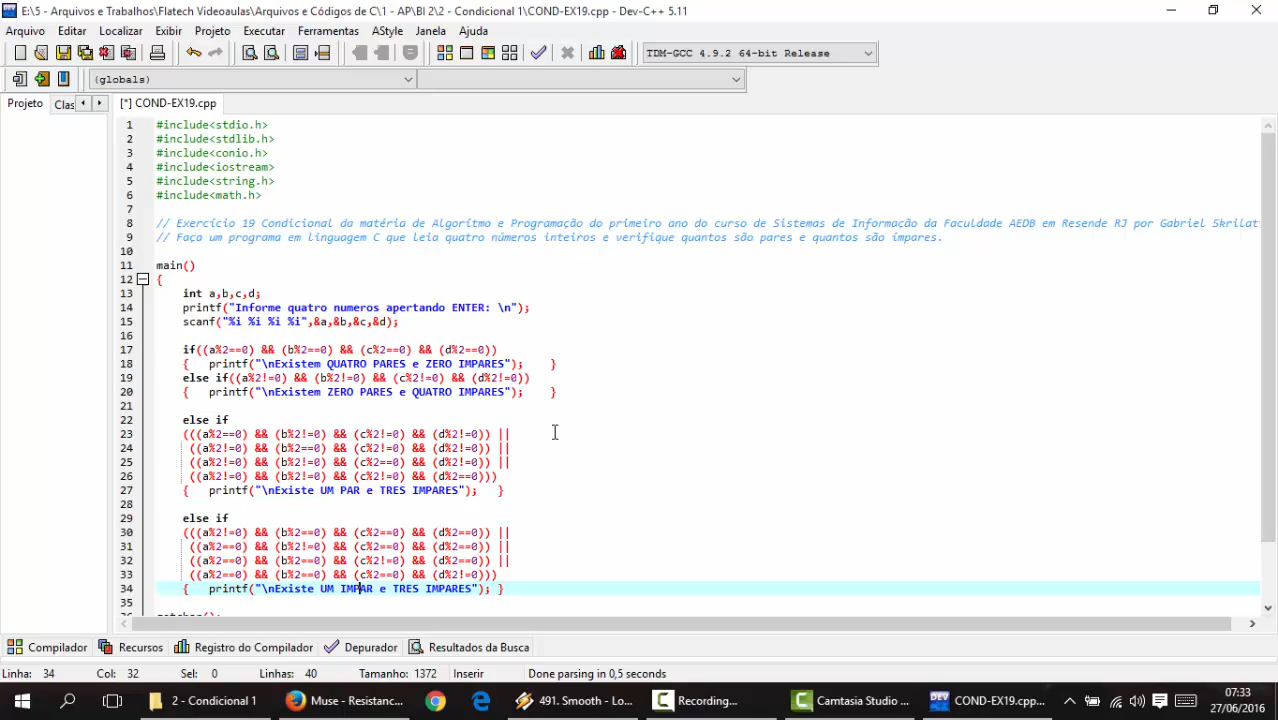 E:\5 - Arquivos e Trabalhos\Flatech Videoaulas\Arquivos e Códigos de C\1 - AP\BI 2\2 - Condicional 1\COND-EX19.cpp - Dev-C++ 5.11
Arquivo Editar Localizar Exibir Projeto Executar Ferramentas AStyle Janela Ajuda
TDM-GCC 4.9.2 64-bit Release
(globals)
Projeto Clas [*] COND-EX19.cpp
1 #include<stdio.h>
2 #include<stdlib.h>
3 #include<conio.h>
4 #include<iostream>
5 #include<string.h>
6 #include<math.h>
7
8 // Exercício 19 Condicional da matéria de Algorítmo e Programação do primeiro ano do curso de Sistemas de Informação da Faculdade AEDB em Resende RJ por Gabriel Skrilat
9 // Faça um programa em linguagem C que leia quatro números inteiros e verifique quantos são pares e quantos são ímpares.
10
11 main()
12 {
13 int a,b,c,d;
14 printf("Informe quatro numeros apertando ENTER: \n");
15 scanf("%i %i %i %i",&a,&b,&c,&d);
16
17 if((a%2==0) && (b%2==0) && (c%2==0) && (d%2==0))
18 { printf("\nExistem QUATRO PARES e ZERO IMPARES"); }
19 else if((a%2!=0) && (b%2!=0) && (c%2!=0) && (d%2!=0))
20 { printf("\nExistem ZERO PARES e QUATRO IMPARES"); }
21
22 else if
23 (((a%2==0) && (b%2!=0) && (c%2!=0) && (d%2!=0)) ||
24 ((a%2!=0) && (b%2==0) && (c%2!=0) && (d%2!=0)) ||
25 ((a%2!=0) && (b%2!=0) && (c%2==0) && (d%2!=0)) ||
26 ((a%2!=0) && (b%2!=0) && (c%2!=0) && (d%2==0)))
27 { printf("\nExiste UM PAR e TRES IMPARES"); }
28
29 else if
30 (((a%2!=0) && (b%2==0) && (c%2==0) && (d%2==0)) ||
31 ((a%2==0) && (b%2!=0) && (c%2==0) && (d%2==0)) ||
32 ((a%2==0) && (b%2==0) && (c%2!=0) && (d%2==0)) ||
33 ((a%2==0) && (b%2==0) && (c%2==0) && (d%2!=0)))
34 { printf("\nExiste UM IMPAR e TRES IMPARES"); }
35
Compilador Recursos Registro do Compilador Depurador Resultados da Busca
Linha: 34 Col: 32 Sel: 0 Linhas: 40 Tamanho: 1372 Inserir Done parsing in 0,5 seconds
2 - Condicional 1 Muse - Resistanc... 491. Smooth - Lo... Recording... Camtasia Studio ... COND-EX19.cpp... 07:33
27/06/2016